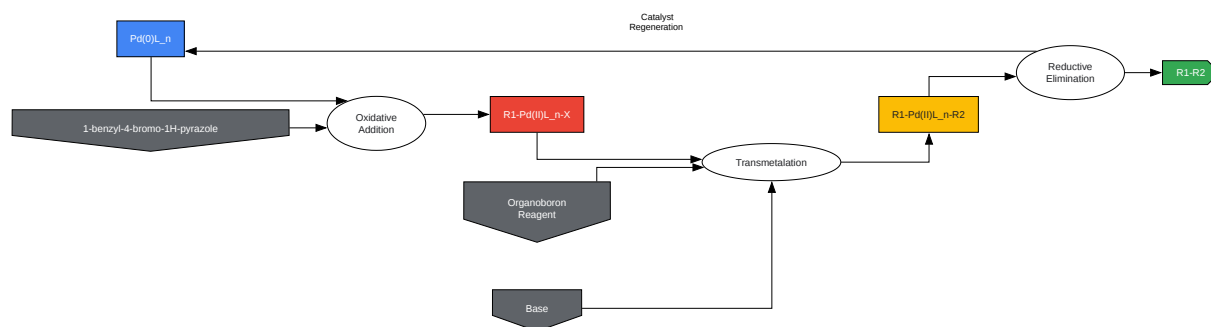 Catalyst
Regeneration
Pd(0)L_n
Reductive
Elimination
R1-R2
1-benzyl-4-bromo-1H-pyrazole
Oxidative
Addition
R1-Pd(II)L_n-X
R1-Pd(II)L_n-R2
Transmetalation
Organoboron
Reagent
Base